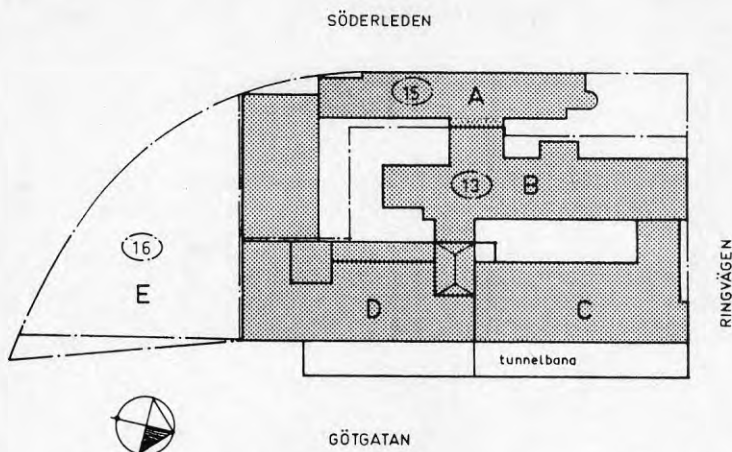 SÖDERLEDEN
15
A
13
B
16
E
RINGVÄGEN
D
C
tunnelbana
GÖTGATAN